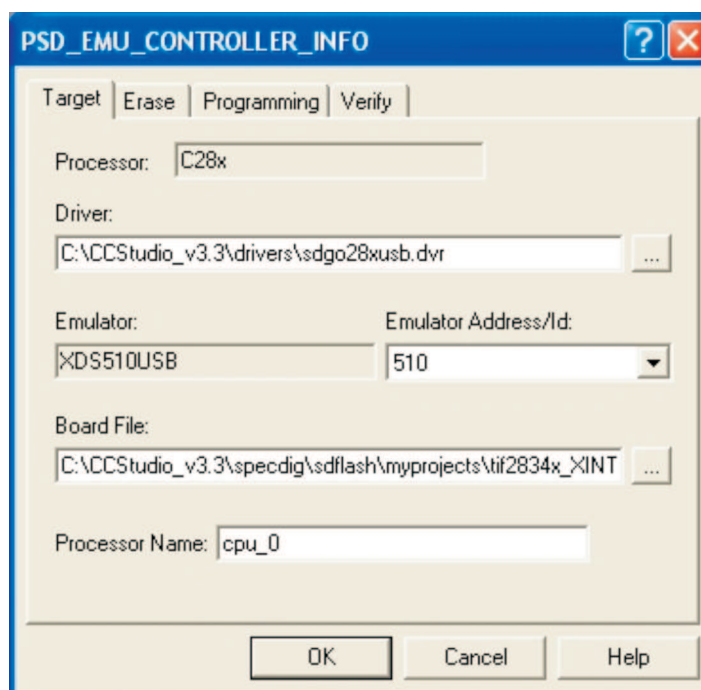 PSD_EMU_CONTROLLER_INFO
Target Erase Programming Verify
Processor: C28x
Driver:
C:\CCStudio_v3.3\drivers\sdgo28xusb.dvr ...
Emulator: Emulator Address/Id:
XDS510USB 510
Board File:
C:\CCStudio_v3.3\specdig\sdflash\myprojects\tif2834x_XINT ...
Processor Name: cpu_0
OK Cancel Help